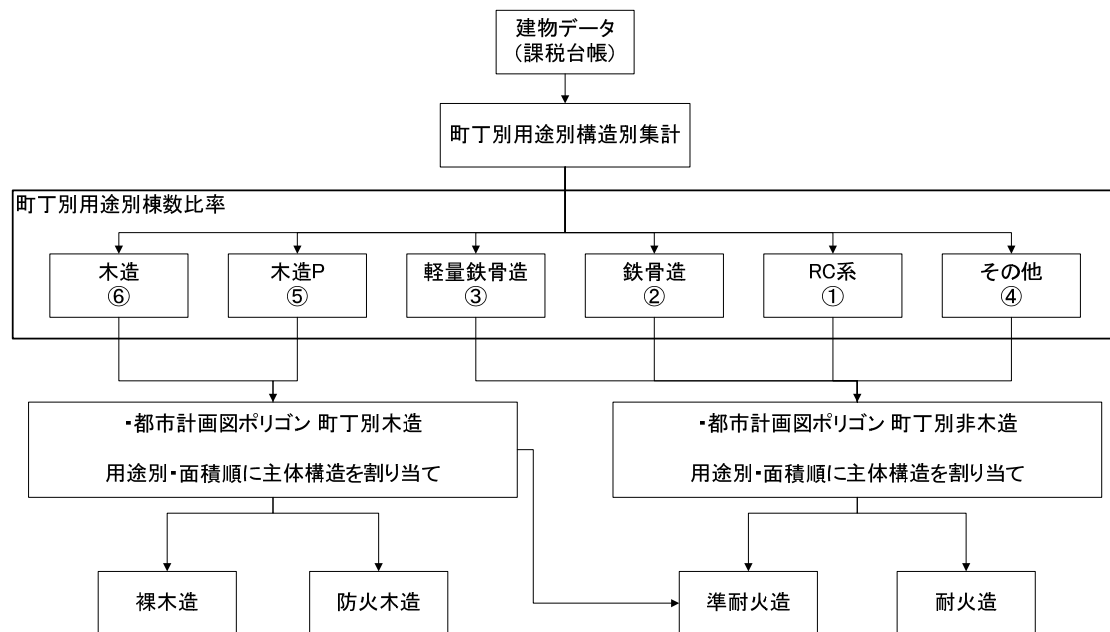 建物データ
(課税台帳)
町丁別用途別構造別集計
町丁別用途別棟数比率
木造
⑥
木造P
⑤
軽量鉄骨造
③
鉄骨造
②
RC系
①
その他
④
・都市計画図ポリゴン 町丁別木造
用途別・面積順に主体構造を割り当て
・都市計画図ポリゴン 町丁別非木造
用途別・面積順に主体構造を割り当て
裸木造
防火木造
準耐火造
耐火造